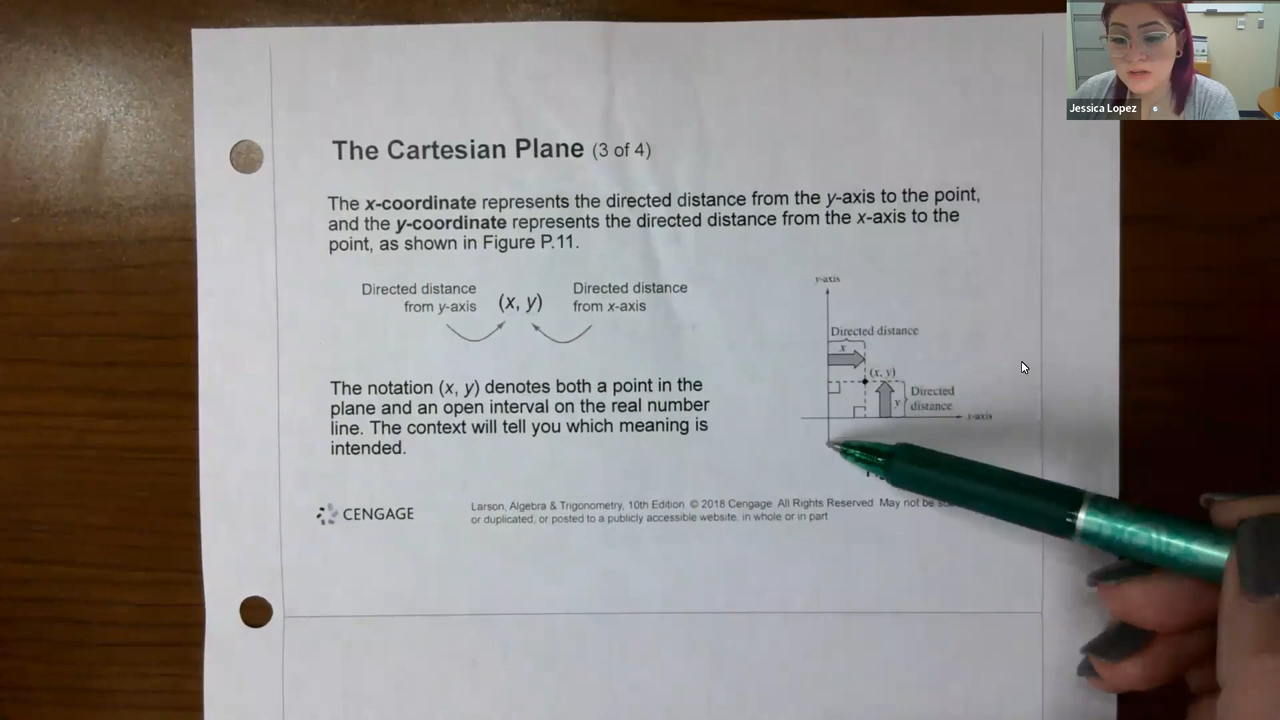 Jessica Lopez
The Cartesian Plane (3 of 4)
The x-coordinate represents the directed distance from the y-axis to the point,
and the y-coordinate represents the directed distance from the x-axis to the
point, as shown in Figure P.11.
Directed distance
from y-axis
(x, y)
Directed distance
from x-axis
y-axis
Directed distance
x
(x, y)
y
Directed
distance
x-axis
The notation (x, y) denotes both a point in the
plane and an open interval on the real number
line. The context will tell you which meaning is
intended.
CENGAGE
Larson, Algebra & Trigonometry, 10th Edition. © 2018 Cengage. All Rights Reserved. May not be
or duplicated, or posted to a publicly accessible website, in whole or in part